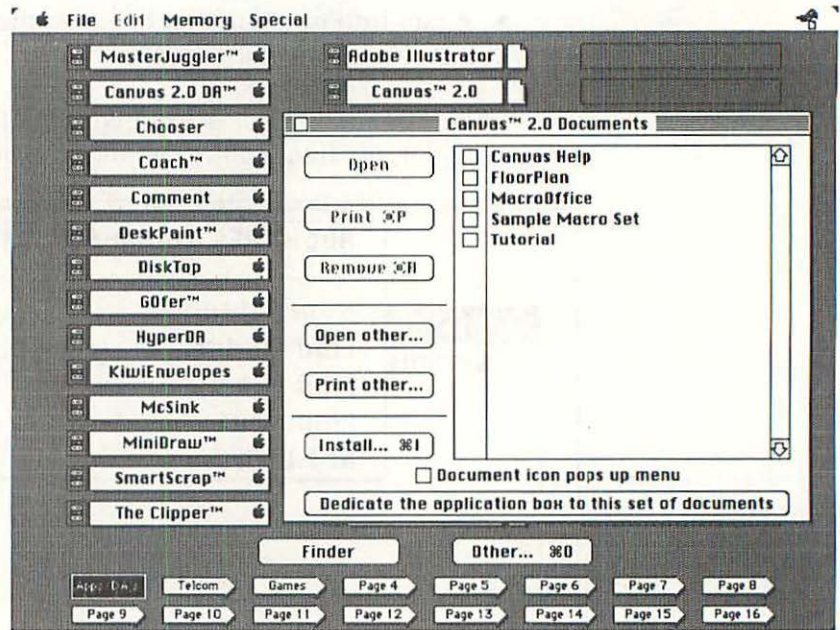 File Edit Memory Special
MasterJuggler™
Canvas 2.0 DA™
Chooser
Coach™
Comment
DeskPaint™
DiskTop
GOfer™
HyperDA
KiwiEnvelopes
McSink
MiniDraw™
SmartScrap™
The Clipper™
Adobe Illustrator
Canvas™ 2.0
Canvas™ 2.0 Documents
Open
Print ⌘P
Remove ⌘R
Open other...
Print other...
Install... ⌘I
Canvas Help
FloorPlan
MacroOffice
Sample Macro Set
Tutorial
Document icon pops up menu
Dedicate the application box to this set of documents
Finder
Other... ⌘O
Telcom Games Page 4 Page 5 Page 6 Page 7 Page 8
Page 9 Page 10 Page 11 Page 12 Page 13 Page 14 Page 15 Page 16